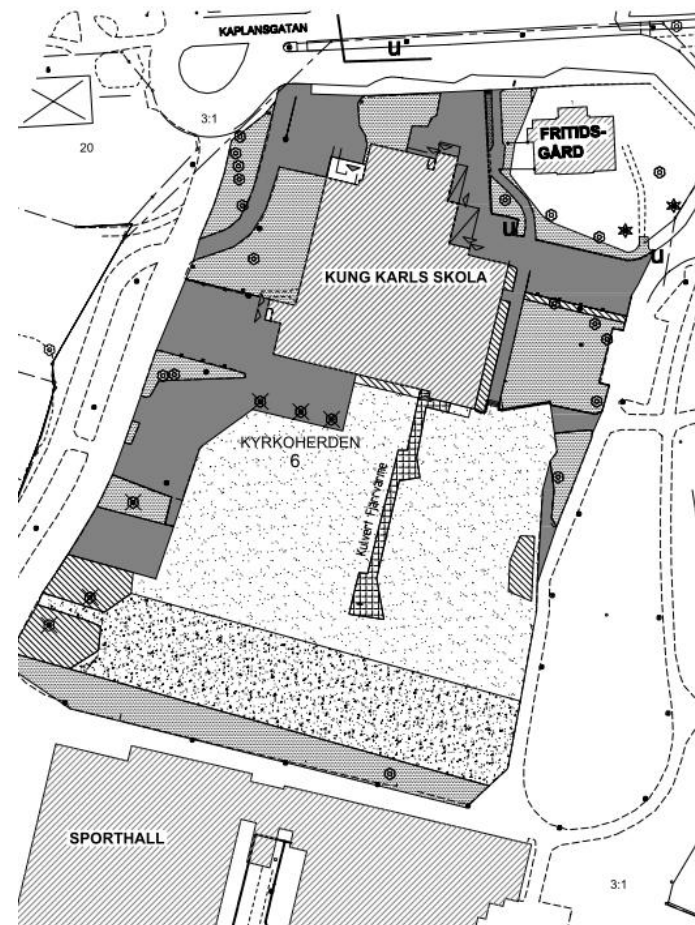 KAPLANSGATAN
U
3:1
20
FRITIDS-
GÅRD
U
U
KUNG KARLS SKOLA
KYRKOHERDEN
6
Kulvert fjärrvärme
SPORTHALL
3:1